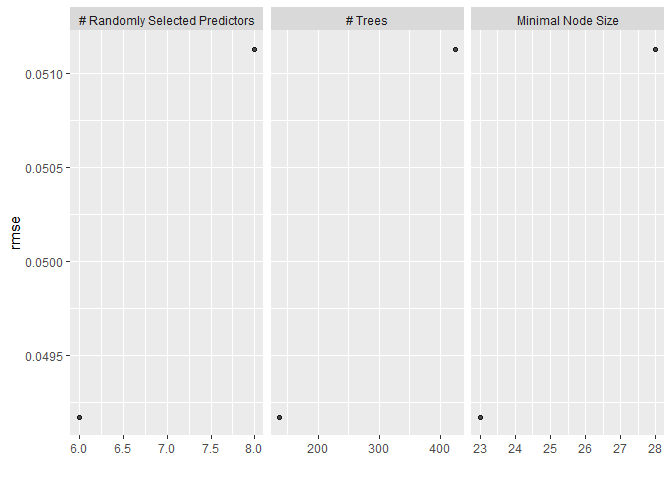 # Randomly Selected Predictors
# Trees
Minimal Node Size
rmse
0.0510
0.0505
0.0500
0.0495
6.0 6.5 7.0 7.5 8.0
200 300 400
23 24 25 26 27 28